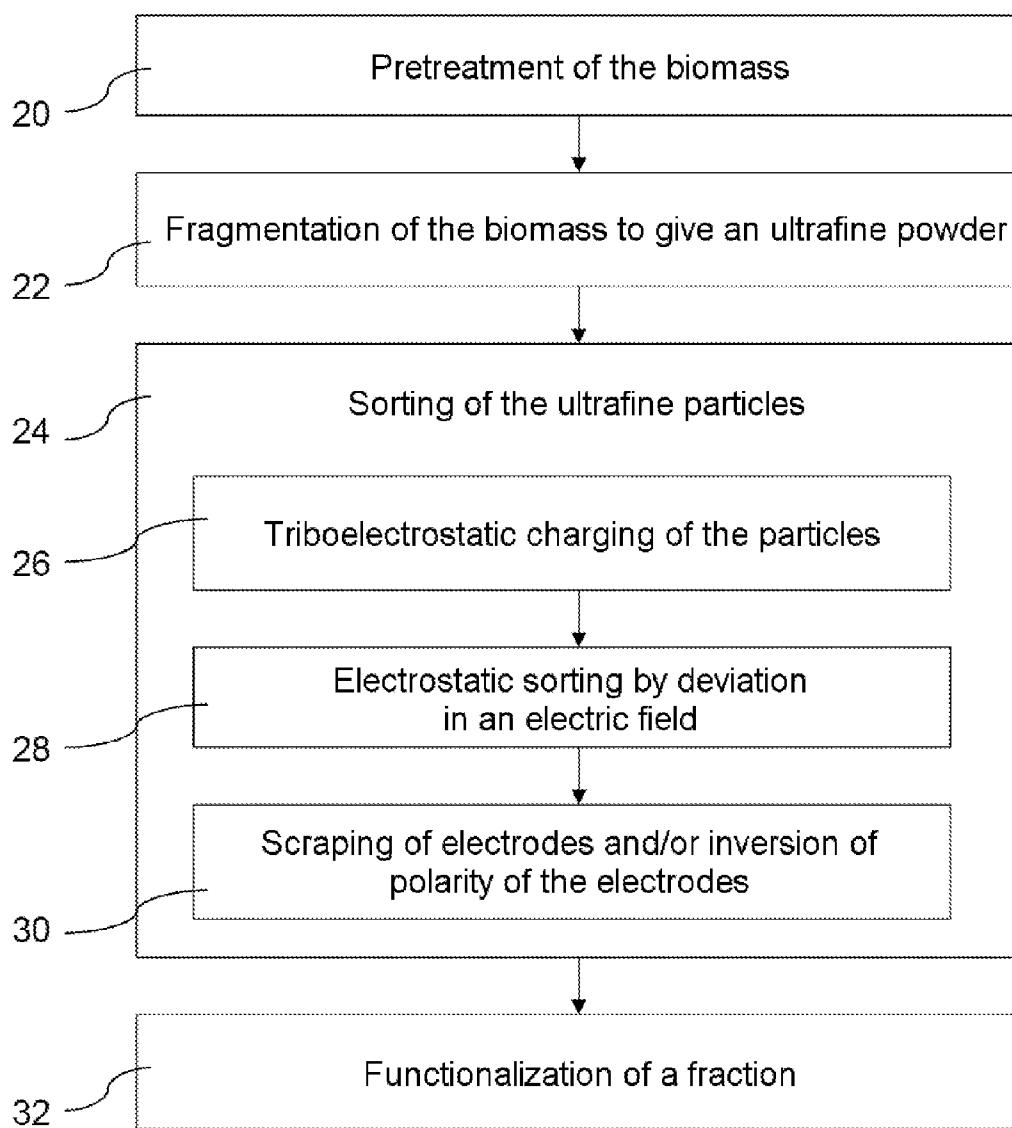 Pretreatment of the biomass
20
Fragmentation of the biomass to give an ultrafine powder
22
Sorting of the ultrafine particles
24
Triboelectrostatic charging of the particles
26
Electrostatic sorting by deviation
in an electric field
28
Scraping of electrodes and/or inversion of
polarity of the electrodes
30
Functionalization of a fraction
32